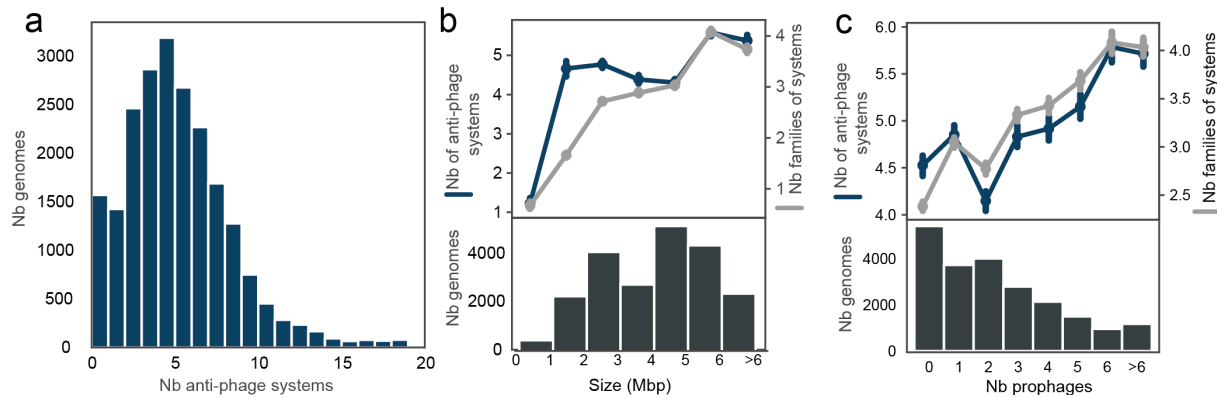 a
3000
2500
2000
1500
1000
500
0
Nb genomes
0 5 10 15 20
Nb anti-phage systems
b
5
4
3
2
1
Nb of anti-phage
systems
4
3
2
1
Nb families of systems
4000
2000
0
Nb genomes
0 1 2 3 4 5 6 >6
Size (Mbp)
c
6.0
5.5
5.0
4.5
4.0
Nb of anti-phage
systems
4.0
3.5
3.0
2.5
Nb families of systems
4000
2000
0
Nb genomes
0 1 2 3 4 5 6 >6
Nb prophages